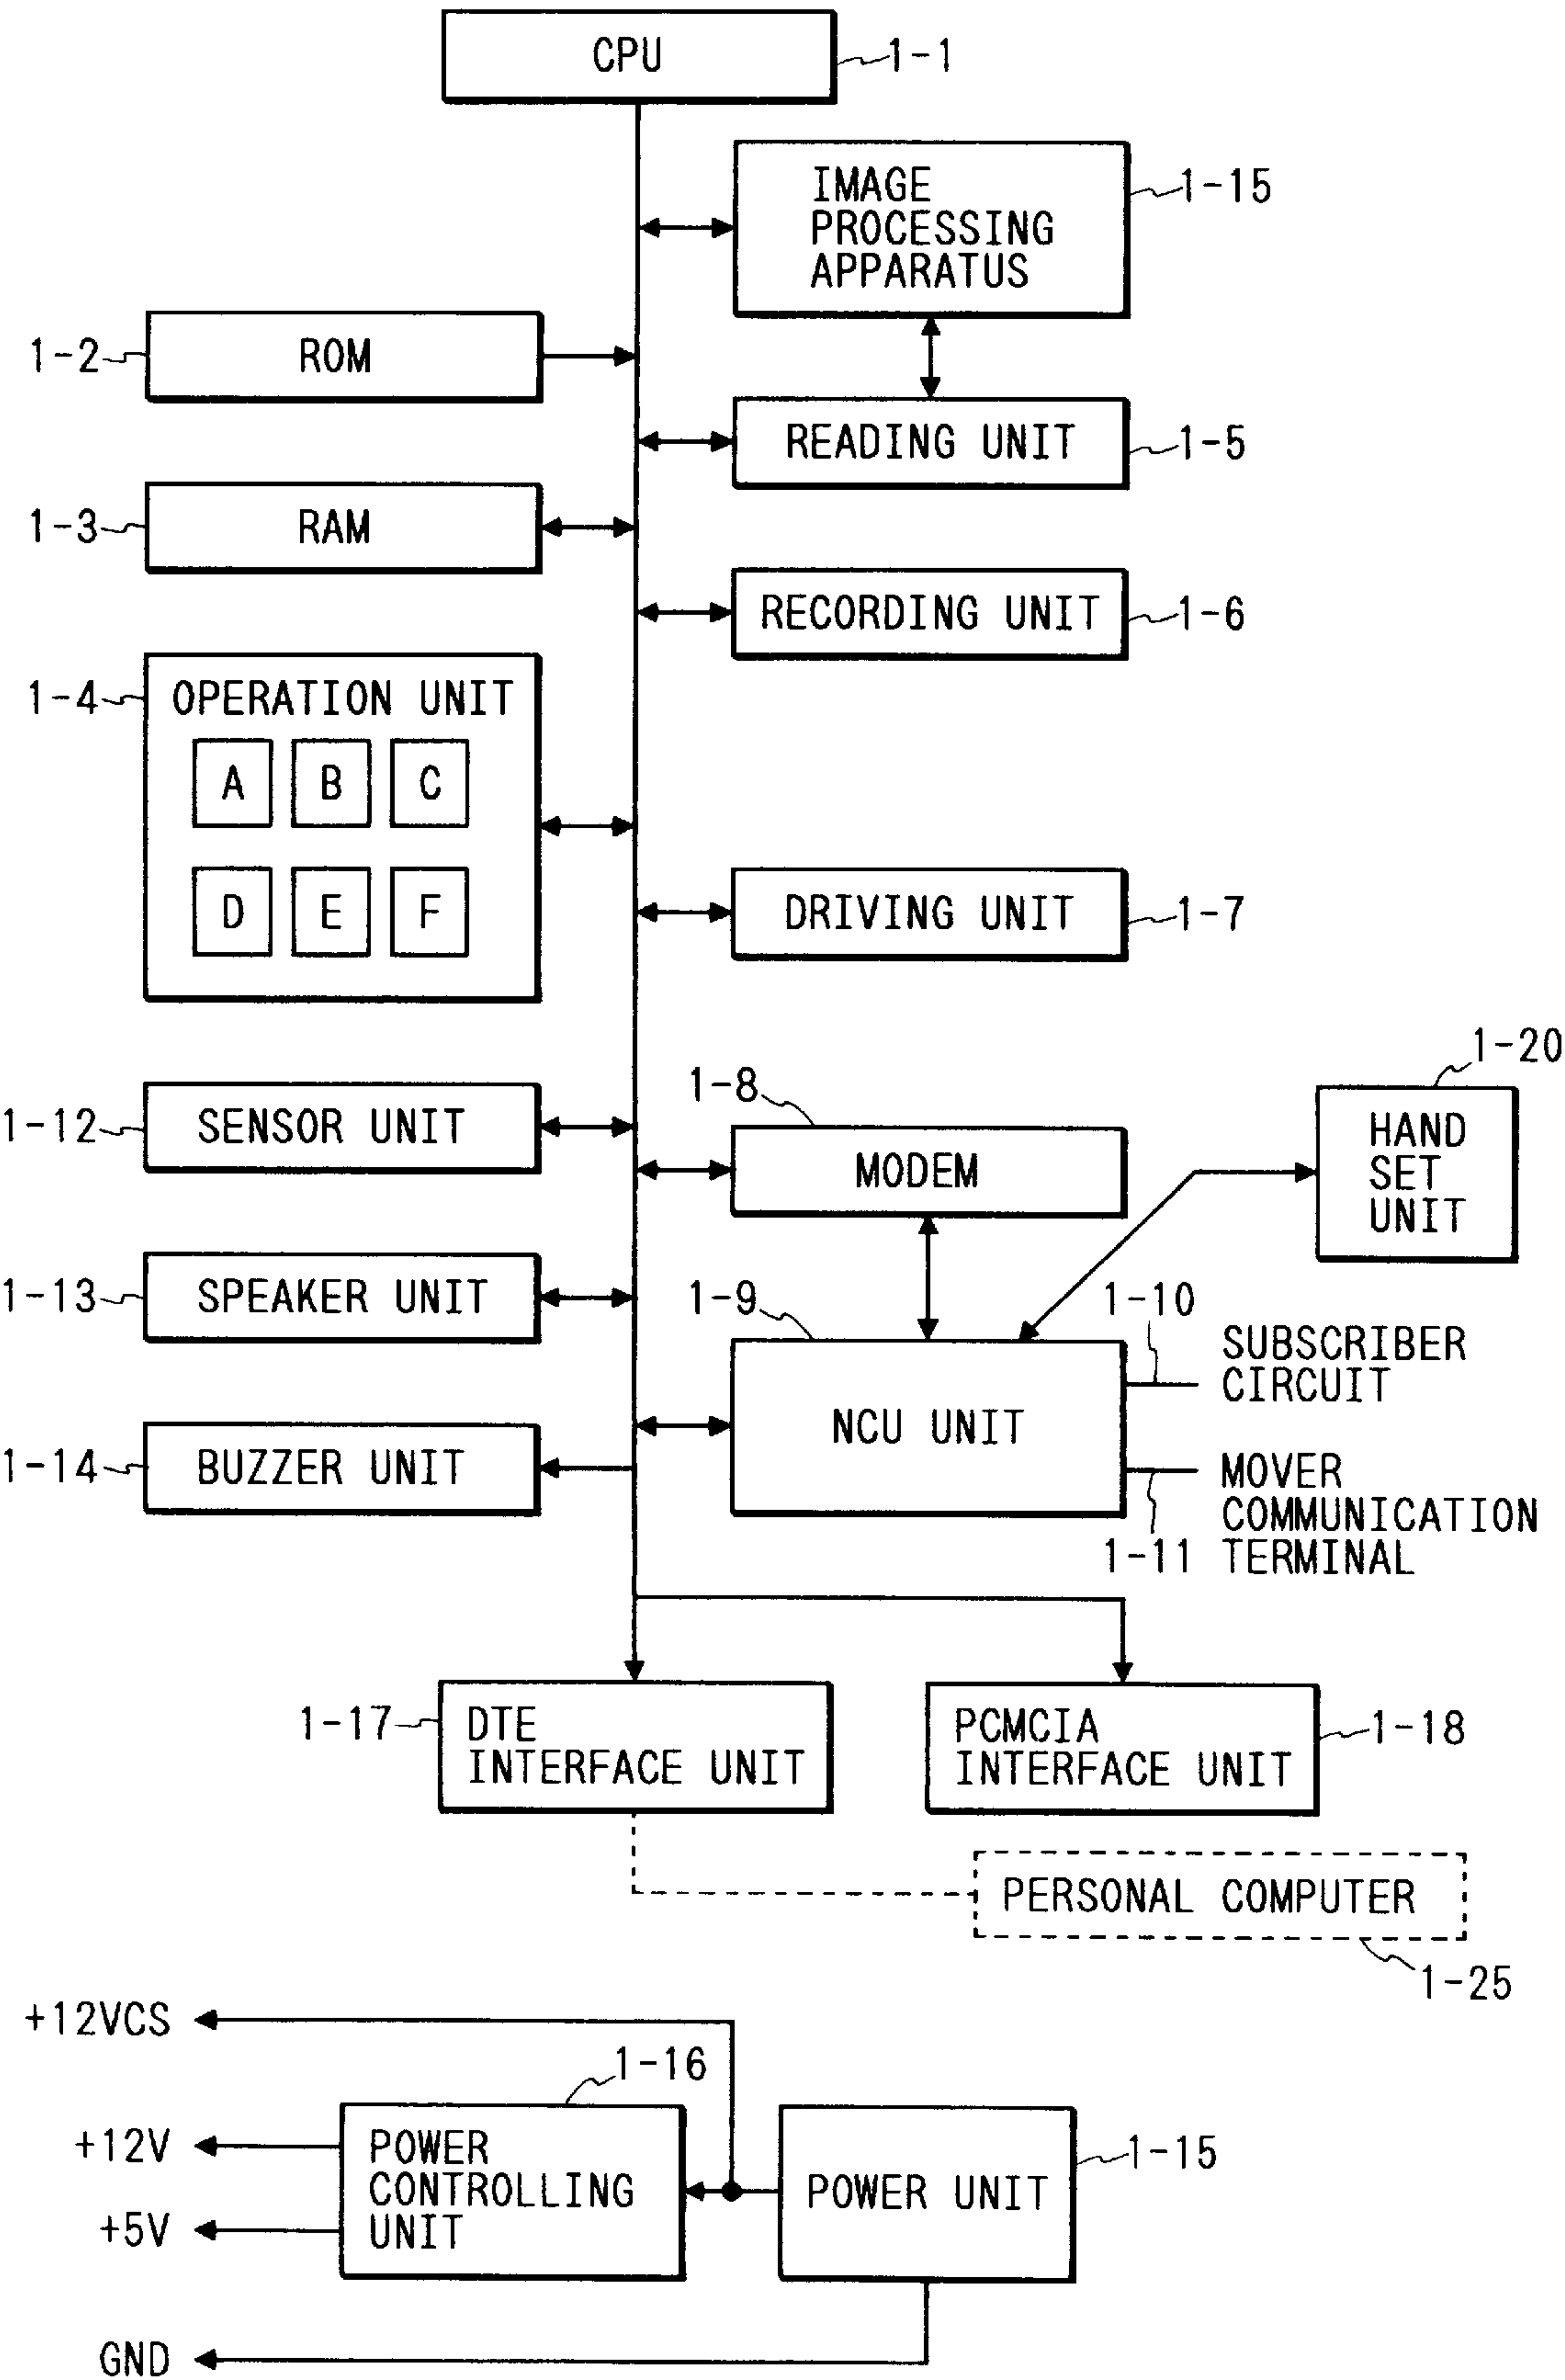 CPU
1-1
IMAGE
PROCESSING
APPARATUS
1-15
1-2
ROM
READING UNIT
1-5
1-3
RAM
RECORDING UNIT
1-6
1-4
OPERATION UNIT
A B C
D E F
DRIVING UNIT
1-7
1-20
HAND
SET
UNIT
1-12
SENSOR UNIT
1-8
MODEM
1-13
SPEAKER UNIT
1-9
NCU UNIT
1-10
SUBSCRIBER
CIRCUIT
1-14
BUZZER UNIT
MOVER
COMMUNICATION
TERMINAL
1-11
1-17
DTE
INTERFACE UNIT
PCMCIA
INTERFACE UNIT
1-18
PERSONAL COMPUTER
1-25
+12VCS
1-16
+12V
POWER
CONTROLLING
UNIT
+5V
POWER UNIT
1-15
GND